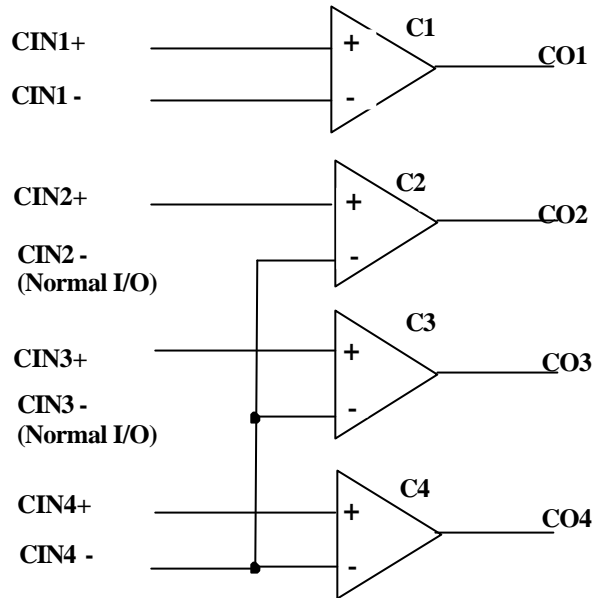 CIN1+
+
C1
CO1
CIN1 -
-
CIN2+
+
C2
CO2
CIN2 -
(Normal I/O)
-
CIN3+
+
C3
CO3
CIN3 -
(Normal I/O)
-
CIN4+
+
C4
CO4
CIN4 -
-